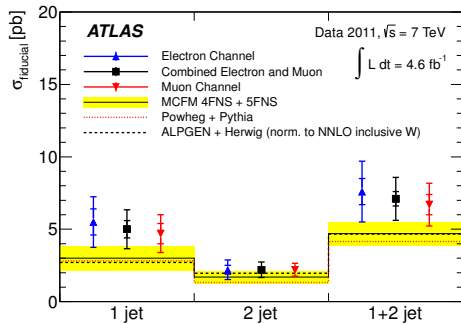 σfiducial [pb]
20
15
10
5
0
ATLAS
Data 2011, √s = 7 TeV
∫ L dt = 4.6 fb⁻¹
Electron Channel
Combined Electron and Muon
Muon Channel
MCFM 4FNS + 5FNS
Powheg + Pythia
ALPGEN + Herwig (norm. to NNLO inclusive W)
1 jet
2 jet
1+2 jet